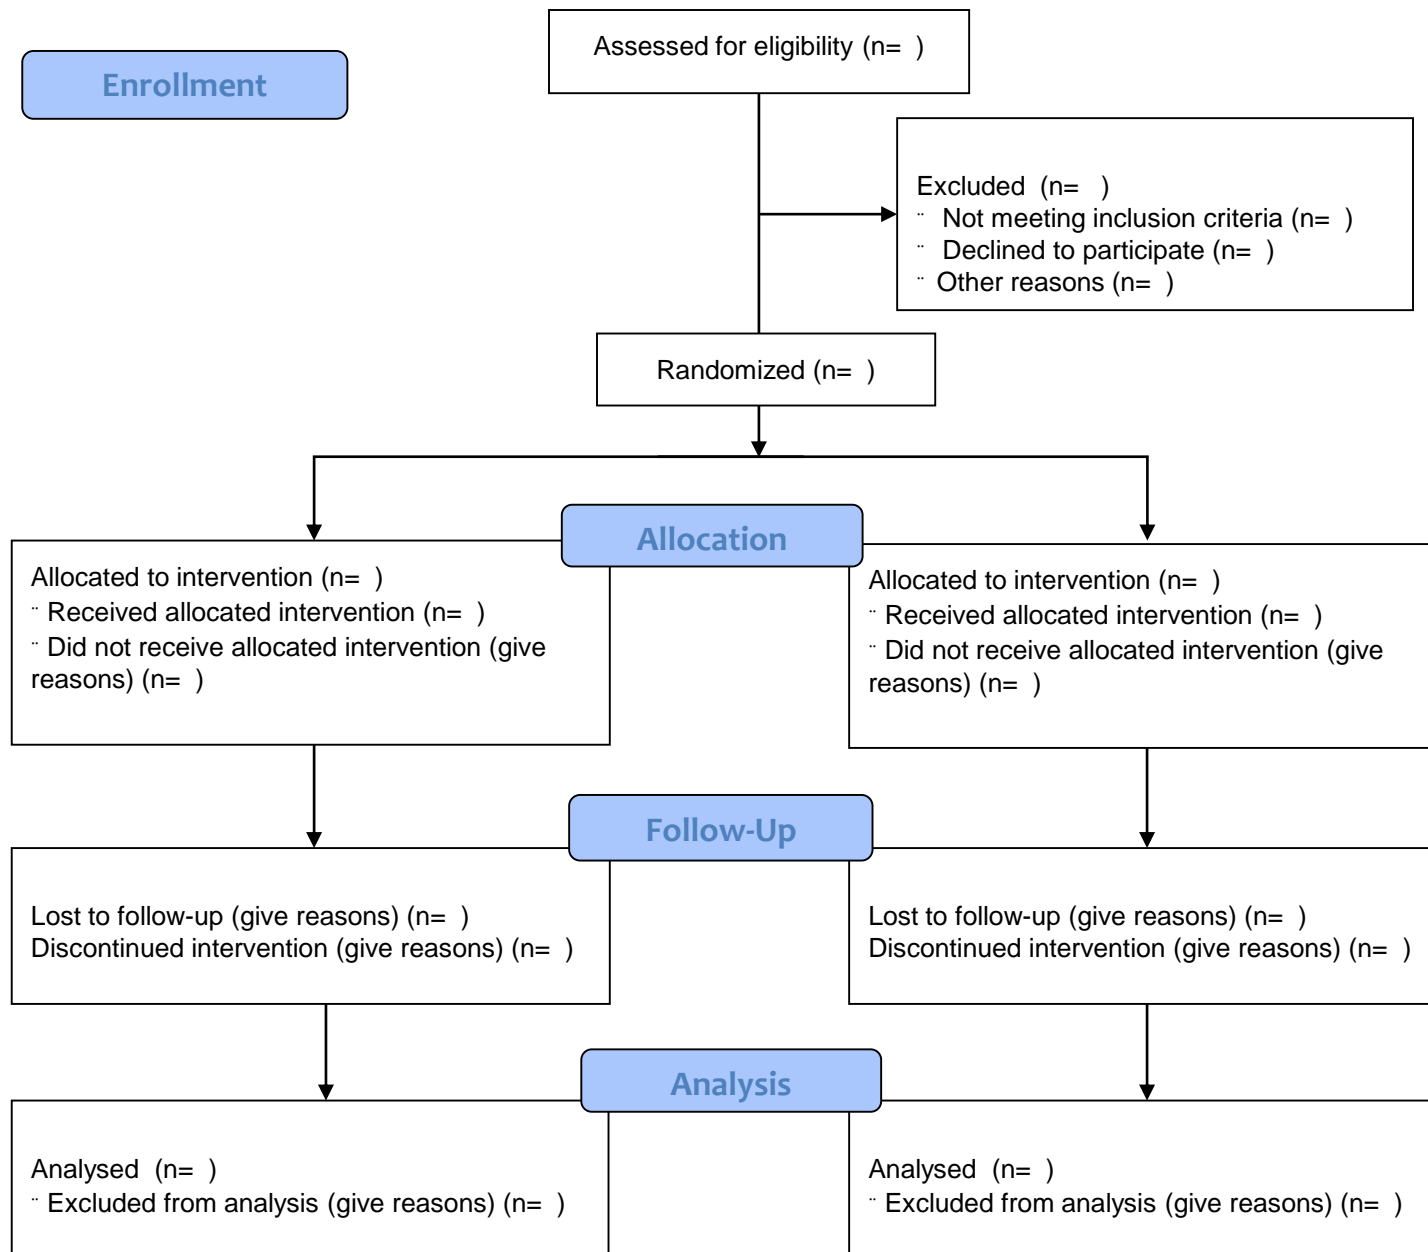 Assessed for eligibility (n=  )
Enrollment
Excluded  (n=   )
¨  Not meeting inclusion criteria (n=  )
¨  Declined to participate (n=  )
¨  Other reasons (n=  )
Randomized (n=  )
Allocation
Allocated to intervention (n=  )
¨ Received allocated intervention (n=  )
¨ Did not receive allocated intervention (give
reasons) (n=  )
Allocated to intervention (n=  )
¨ Received allocated intervention (n=  )
¨ Did not receive allocated intervention (give
reasons) (n=  )
Follow-Up
Lost to follow-up (give reasons) (n=  )
Discontinued intervention (give reasons) (n=  )
Lost to follow-up (give reasons) (n=  )
Discontinued intervention (give reasons) (n=  )
Analysis
Analysed  (n=  )
¨ Excluded from analysis (give reasons) (n=  )
Analysed  (n=  )
¨ Excluded from analysis (give reasons) (n=  )